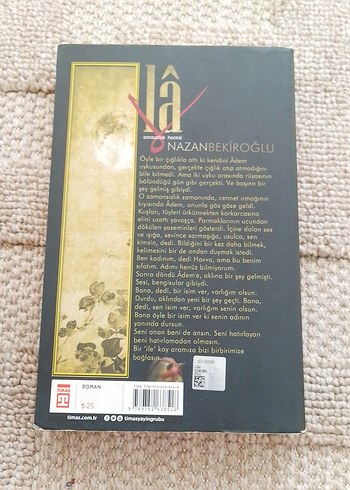 lâ
sonsuzluk hecesi
NAZANBEKİROĞLU
Öyle bir çığlıkla attı ki kendini Âdem
uykusundan, gerçekte çığlık atıp atmadığını
bile bilmedi. Ama iki uyku arasında rüyasının
bölündüğü gün gibi gerçekti. Ve başına bir
şey gelmiş gibiydi.
O zamansızlık zamanında, cennet ırmağının
kıyısında Âdem, onunla göz göze geldi.
Kuşları, tüyleri ürkütmekten korkarcasına
elini uzattı yavaşça. Parmaklarının ucundan
dökülen yaseminleri gösterdi. İçine dolan ses
ve ışığa, sevince sarmaşığa, usulca, sen
kimsin, dedi. Bildiğini bir kez daha bilmek,
kelimesini bir de ondan duymak istedi.
Ben kadınım, dedi Havva, ama bu benim
sıfatım. Adımı henüz bilmiyorum.
Sonra döndü Âdem'e, aklına bir şey gelmişti.
Sesi, bengisular gibiydi.
Bana, dedi, bir isim ver, varlığım olsun.
Durdu, aklından yeni bir şey geçti. Bana,
dedi, sen isim ver, varlığım senin olsun.
Bana öyle bir isim ver ki senin adının
yanında dursun.
Seni anan beni de ansın. Seni hatırlayan
beni hatırlamadan olmasın.
Bir 'ile' koy aramıza bizi birbirimize
bağlasın.
TİMAŞ
ROMAN
₺25
timas.com.tr
timasyayingrubu